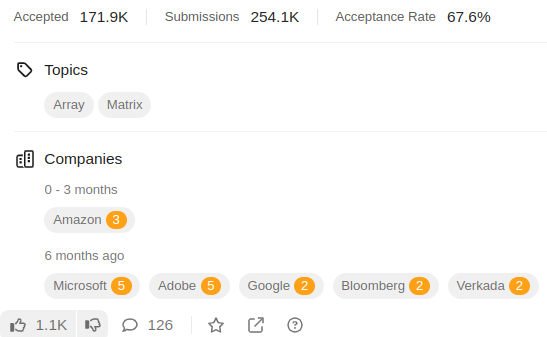 Accepted 171.9K Submissions 254.1K Acceptance Rate 67.6%
Topics
Array Matrix
Companies
0 - 3 months
Amazon 3
6 months ago
Microsoft 5 Adobe 5 Google 2 Bloomberg 2 Verkada 2
1.1K 126